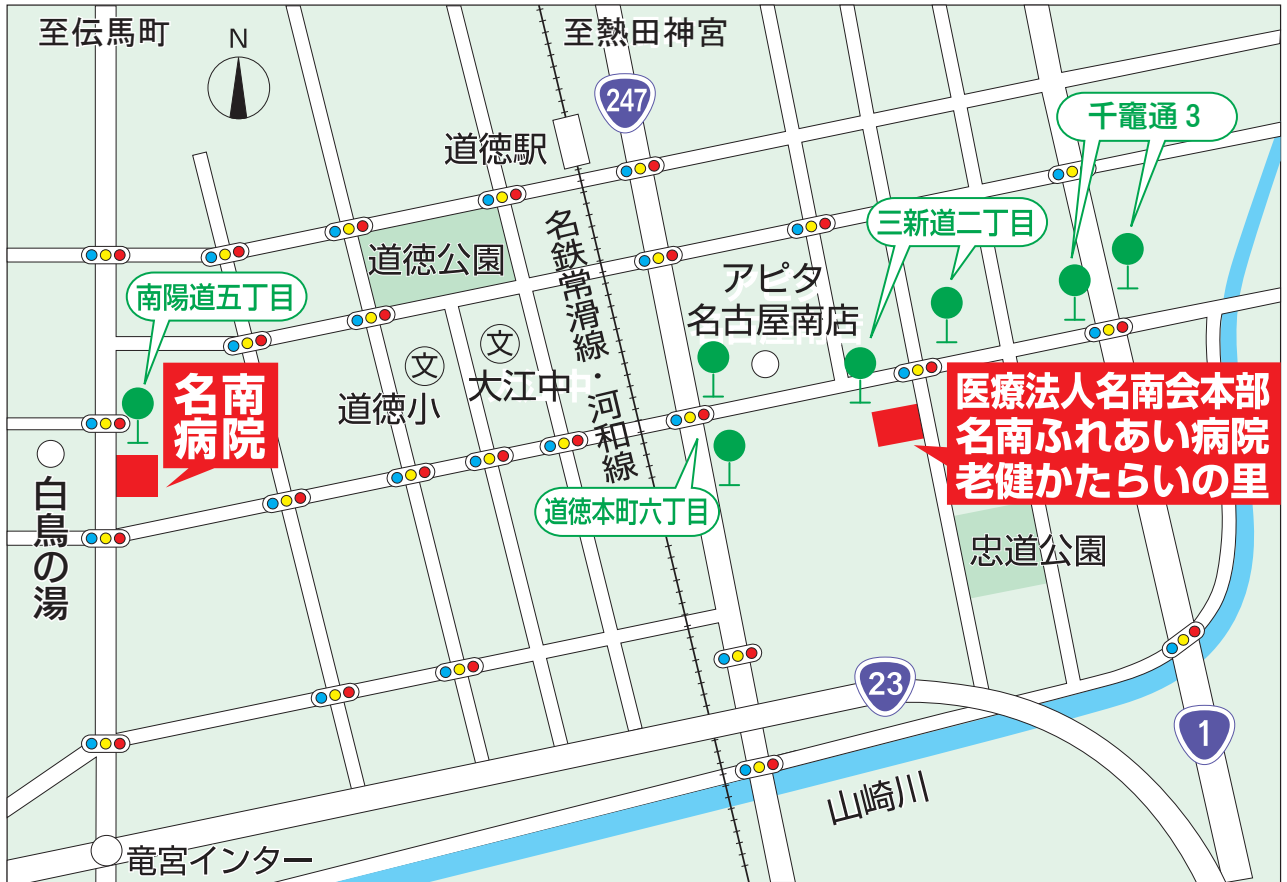 至伝馬町
N
至熱田神宮
247
千竈通3
道徳駅
三新道二丁目
名鉄常滑線・河和線
道徳公園
アピタ
名古屋南店
南陽道五丁目
文
大江中
文
道徳小
名南
病院
医療法人名南会本部
名南ふれあい病院
老健かたらいの里
白鳥の湯
道徳本町六丁目
忠道公園
23
1
山崎川
竜宮インター